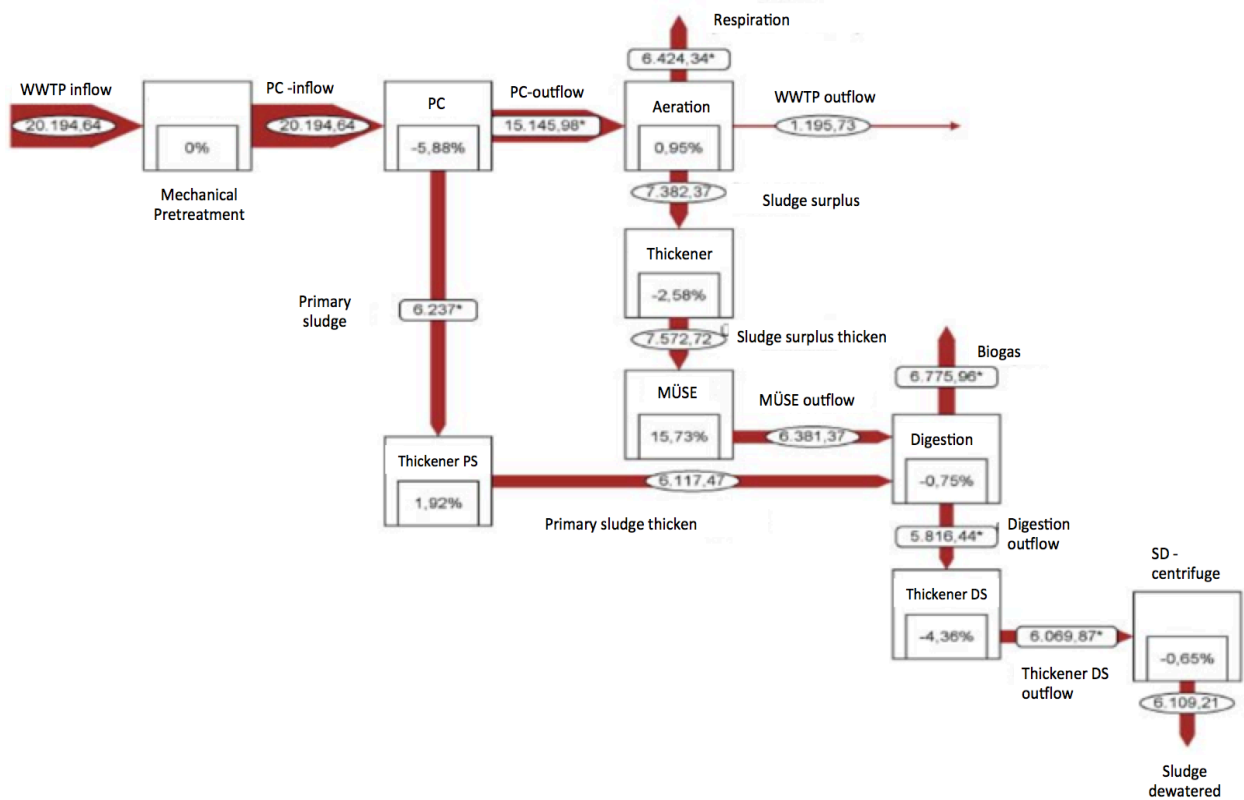 Respiration
6.424,34*
WWTP inflow
PC -inflow
PC
PC-outflow
Aeration
WWTP outflow
20.194,64
20.194,64
15.145,98*
1.195,73
0%
-5,88%
0,95%
Mechanical
Pretreatment
7.382,37
Sludge surplus
Thickener
-2,58%
Primary
sludge
6.237*
7.572,72
Sludge surplus thicken
Biogas
6.775,96*
MÜSE
MÜSE outflow
15,73%
6.381,37
Digestion
Thickener PS
6.117,47
-0,75%
1,92%
Primary sludge thicken
Digestion
outflow
5.816,44*
SD -
centrifuge
Thickener DS
-4,36%
6.069,87*
-0,65%
Thickener DS
outflow
6.109,21
Sludge
dewatered